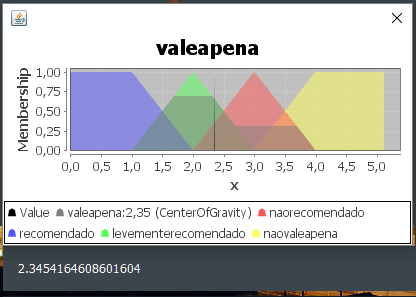 valeapena
Membership
1,00
0,75
0,50
0,25
0,00
0,0 0,5 1,0 1,5 2,0 2,5 3,0 3,5 4,0 4,5 5,0
x
Value valeapena:2,35 (CenterOfGravity) naorecomendado
recomendado levementerecomendado naovaleapena
2.3454164608601604